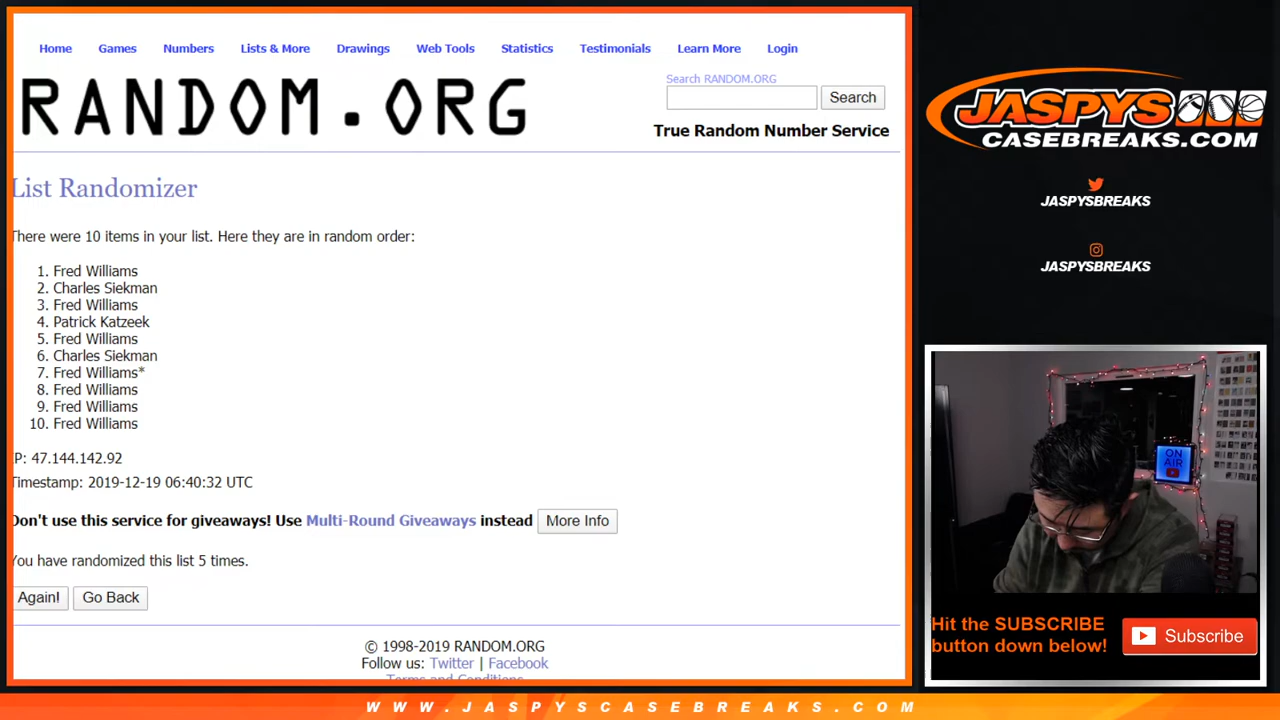 Home Games Numbers Lists & More Drawings Web Tools Statistics Testimonials Learn More Login
RANDOM.ORG
Search RANDOM.ORG
Search
True Random Number Service
List Randomizer
There were 10 items in your list. Here they are in random order:
1. Fred Williams
2. Charles Siekman
3. Fred Williams
4. Patrick Katzeek
5. Fred Williams
6. Charles Siekman
7. Fred Williams*
8. Fred Williams
9. Fred Williams
10. Fred Williams
IP: 47.144.142.92
Timestamp: 2019-12-19 06:40:32 UTC
Don't use this service for giveaways! Use Multi-Round Giveaways instead More Info
You have randomized this list 5 times.
Again! Go Back
© 1998-2019 RANDOM.ORG
Follow us: Twitter | Facebook
Terms and Conditions
JASPYS
CASEBREAKS.COM
JASPYSBREAKS
JASPYSBREAKS
ON
AIR
Hit the SUBSCRIBE
button down below!
Subscribe
WWW.JASPYSCASEBREAKS.COM